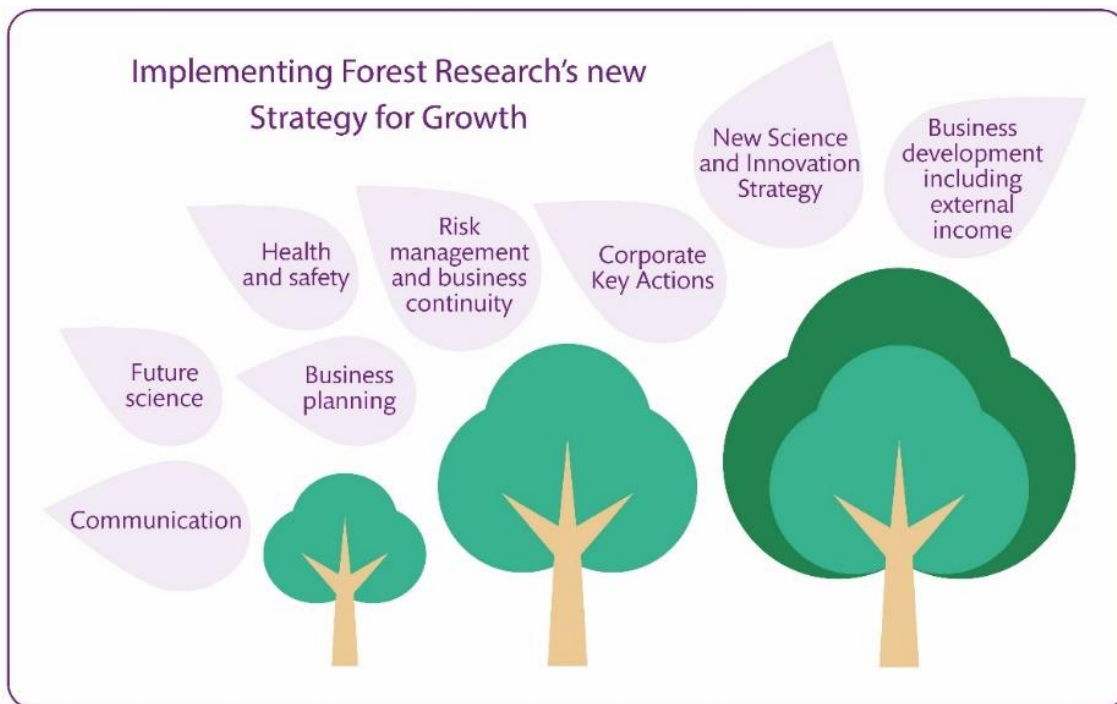 Implementing Forest Research's new
Strategy for Growth
New Science
and Innovation
Strategy
Business
development
including
external
income
Health
and safety
Risk
management
and business
continuity
Corporate
Key Actions
Future
science
Business
planning
Communication